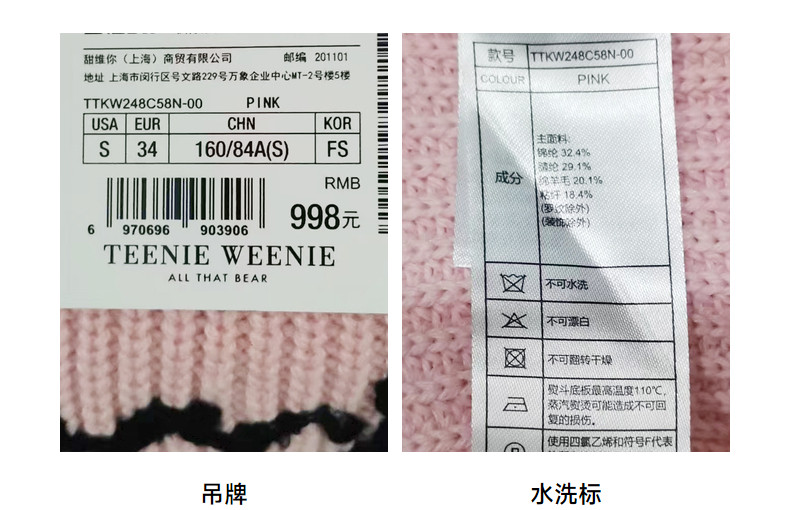 甜维你（上海）商贸有限公司 邮编 201101
地址 上海市闵行区号文路229号万象企业中心MT-2号楼5楼
TTKW248C58N-00 PINK
USA EUR CHN KOR
S 34 160/84A(S) FS
RMB
998元
6 970696 903906
TEENIE WEENIE
ALL THAT BEAR
款号 TTKW248C58N-00
COLOUR PINK
成分
主面料:
锦纶 32.4%
腈纶 29.1%
绵羊毛 20.1%
粘纤 18.4%
(罗纹除外)
(装饰除外)
不可水洗
不可漂白
不可翻转干燥
熨斗底板最高温度110℃,
蒸汽熨烫可能造成不可回
复的损伤。
使用四氯乙烯和符号F代表
吊牌
水洗标